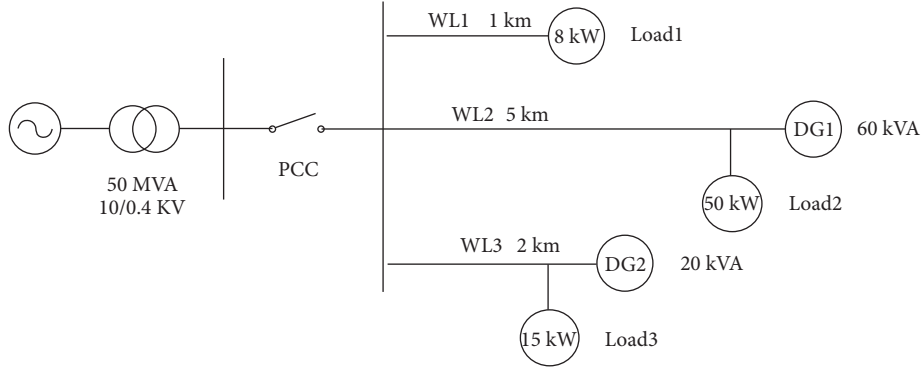 WL1 1 km
8 kW
Load1
WL2 5 km
DG1
60 kVA
PCC
50 MVA
10/0.4 KV
50 kW
Load2
WL3 2 km
DG2
20 kVA
15 kW
Load3